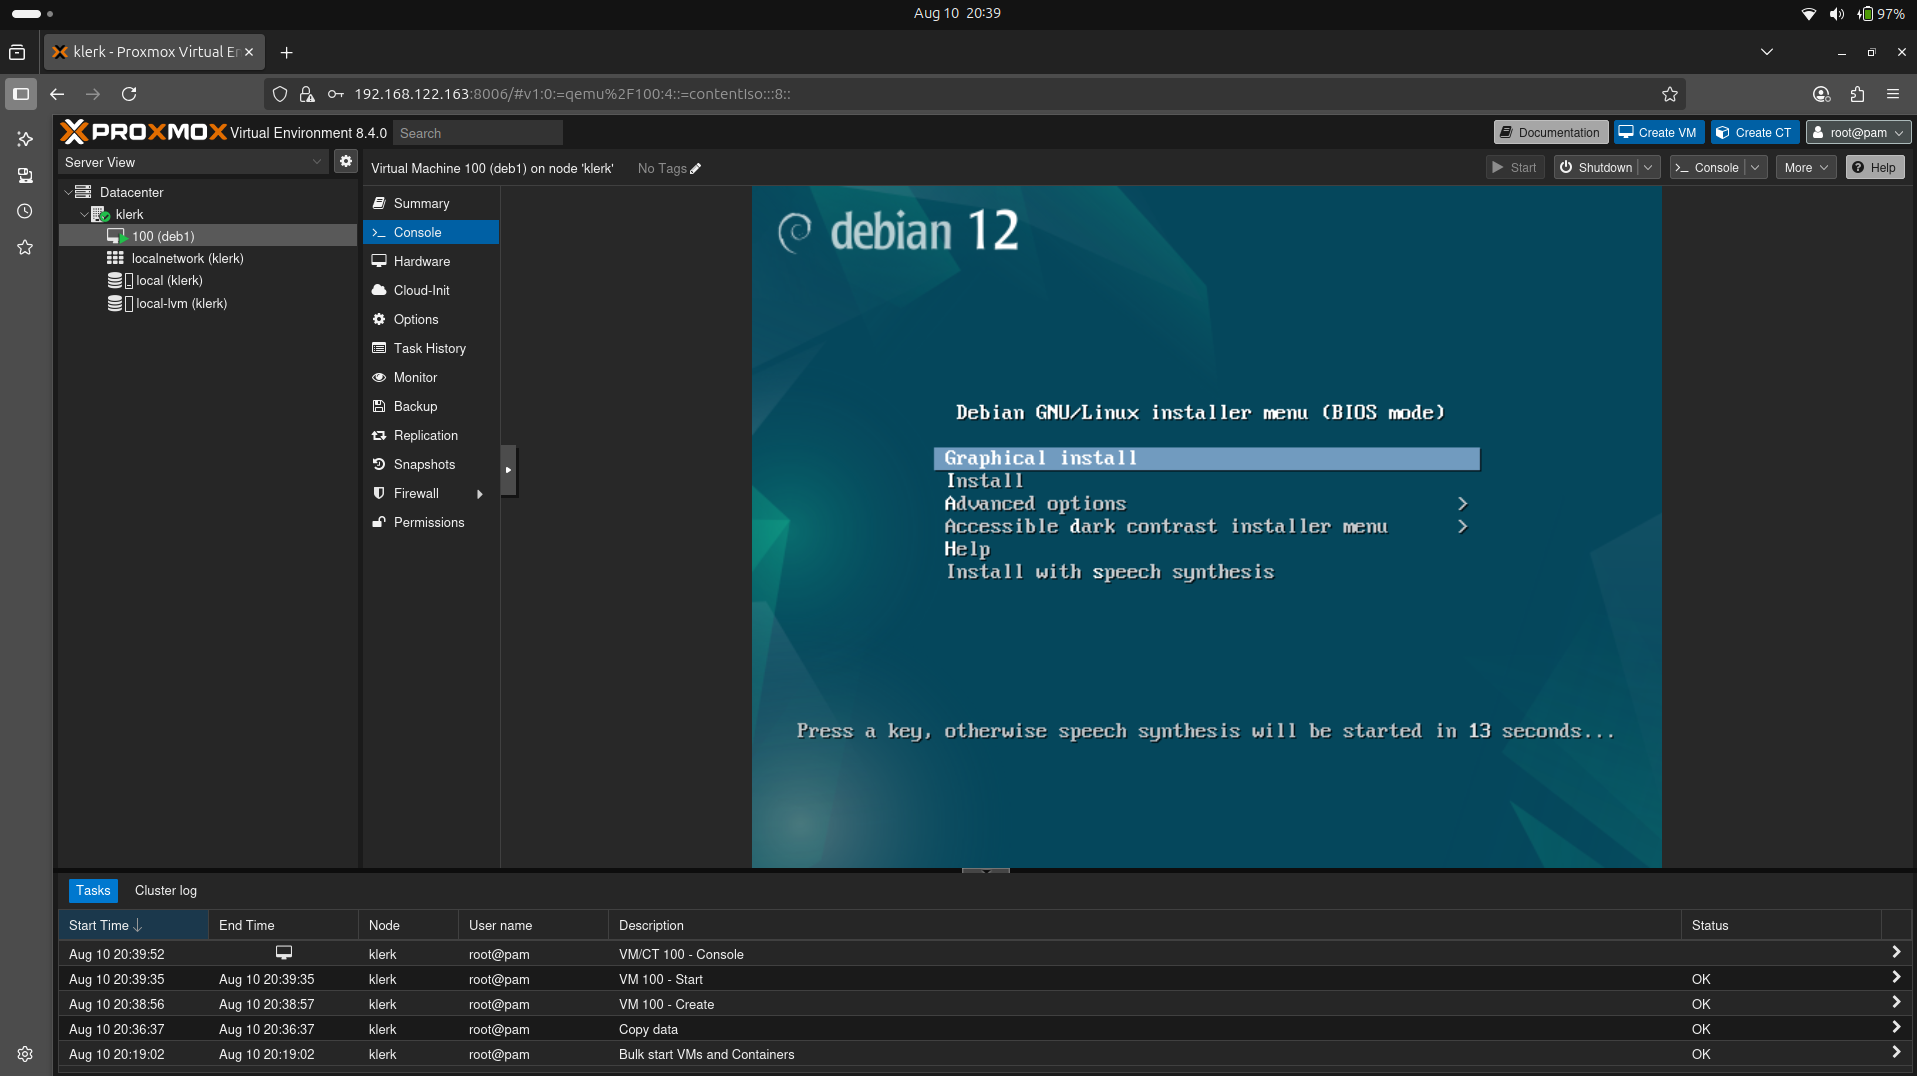 Aug 10 20:39
97%
klerk - Proxmox Virtual En
192.168.122.163:8006/#v1:0:=qemu%2F100:4::=contentIso:::8::
PROXMOX Virtual Environment 8.4.0
Search
Documentation
Create VM
Create CT
root@pam
Server View
Virtual Machine 100 (deb1) on node 'klerk'
No Tags
Start
Shutdown
Console
More
Help
Datacenter
klerk
100 (deb1)
localnetwork (klerk)
local (klerk)
local-lvm (klerk)
Summary
Console
Hardware
Cloud-Init
Options
Task History
Monitor
Backup
Replication
Snapshots
Firewall
Permissions
debian 12
Debian GNU/Linux installer menu (BIOS mode)
Graphical install
Install
Advanced options >
Accessible dark contrast installer menu >
Help
Install with speech synthesis
Press a key, otherwise speech synthesis will be started in 13 seconds...
Tasks
Cluster log
Start Time End Time Node User name Description Status
Aug 10 20:39:52 klerk root@pam VM/CT 100 - Console
Aug 10 20:39:35 Aug 10 20:39:35 klerk root@pam VM 100 - Start OK
Aug 10 20:38:56 Aug 10 20:38:57 klerk root@pam VM 100 - Create OK
Aug 10 20:36:37 Aug 10 20:36:37 klerk root@pam Copy data OK
Aug 10 20:19:02 Aug 10 20:19:02 klerk root@pam Bulk start VMs and Containers OK